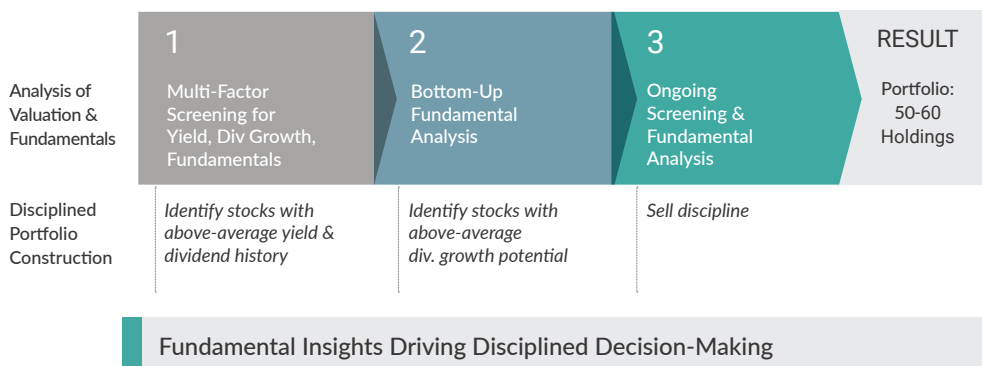 1
2
3
RESULT
Analysis of
Valuation &
Fundamentals
Multi-Factor
Screening for
Yield, Div Growth,
Fundamentals
Bottom-Up
Fundamental
Analysis
Ongoing
Screening &
Fundamental
Analysis
Portfolio:
50-60
Holdings
Disciplined
Portfolio
Construction
Identify stocks with
above-average yield &
dividend history
Identify stocks with
above-average
div. growth potential
Sell discipline
Fundamental Insights Driving Disciplined Decision-Making